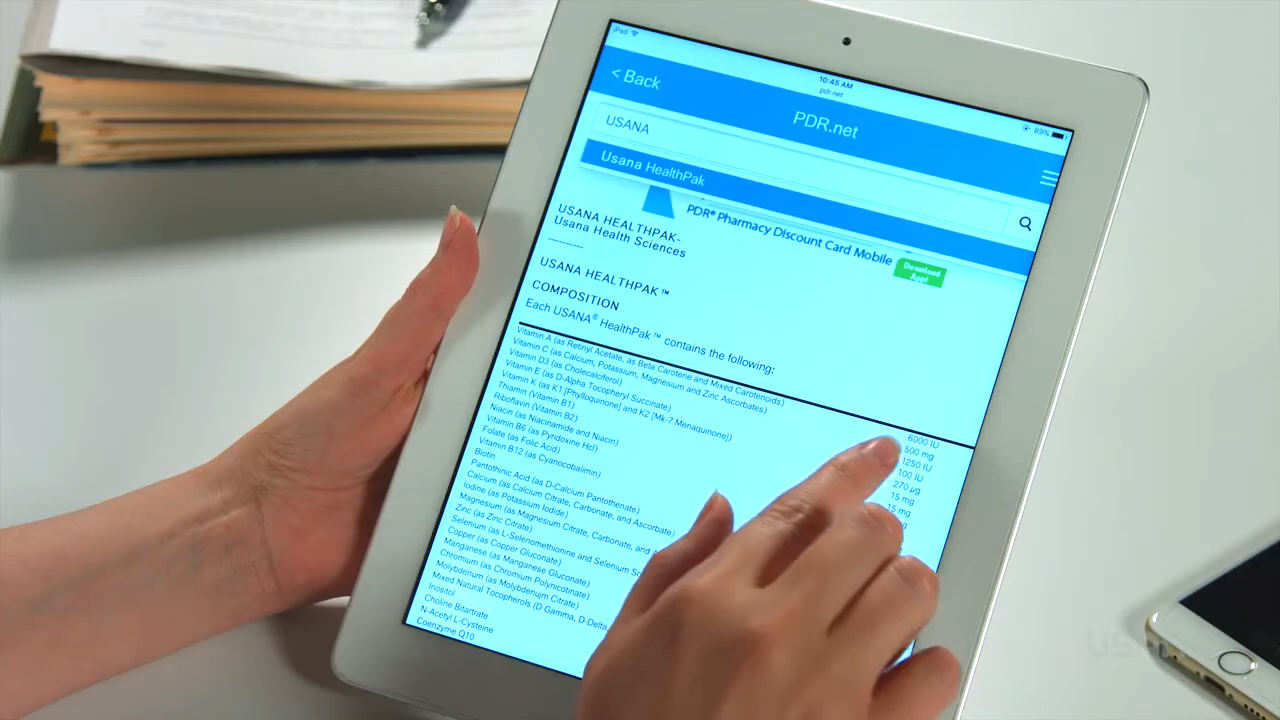 iPad
10:45 AM
pdr.net
89%
< Back
PDR.net
USANA
Usana HealthPak
PDR® Pharmacy Discount Card Mobile
Download
App!
USANA HEALTHPAK-
Usana Health Sciences
----------
USANA HEALTHPAK™
COMPOSITION
Each USANA® HealthPak™ contains the following:
Vitamin A (as Retinyl Acetate, as Beta Carotene and Mixed Carotenoids) 6000 IU
Vitamin C (as Calcium, Potassium, Magnesium and Zinc Ascorbates) 500 mg
Vitamin D3 (as Cholecalciferol) 1250 IU
Vitamin E (as D-Alpha Tocopheryl Succinate) 100 IU
Vitamin K (as K1 [Phylloquinone] and K2 [Mk-7 Menaquinone]) 270 µg
Thiamin (Vitamin B1) 15 mg
Riboflavin (Vitamin B2) 15 mg
Niacin (as Niacinamide and Niacin)
Vitamin B6 (as Pyridoxine Hcl)
Folate (as Folic Acid)
Vitamin B12 (as Cyanocobalimin)
Biotin
Pantothinic Acid (as D-Calcium Pantothenate)
Calcium (as Calcium Citrate, Carbonate, and Ascorbate)
Iodine (as Potassium Iodide)
Magnesium (as Magnesium Citrate, Carbonate, and
Zinc (as Zinc Citrate)
Selenium (as L-Selenomethionine and Selenium
Copper (as Copper Gluconate)
Manganese (as Manganese Gluconate)
Chromium (as Chromium Polynicotinate)
Molybdenum (as Molybdenujm Citrate)
Mixed Natural Tocopherols (D Gamma, D-Delta,
Inositol
Choline Bitartrate
N-Acetyl L-Cysteine
Coenzyme Q10